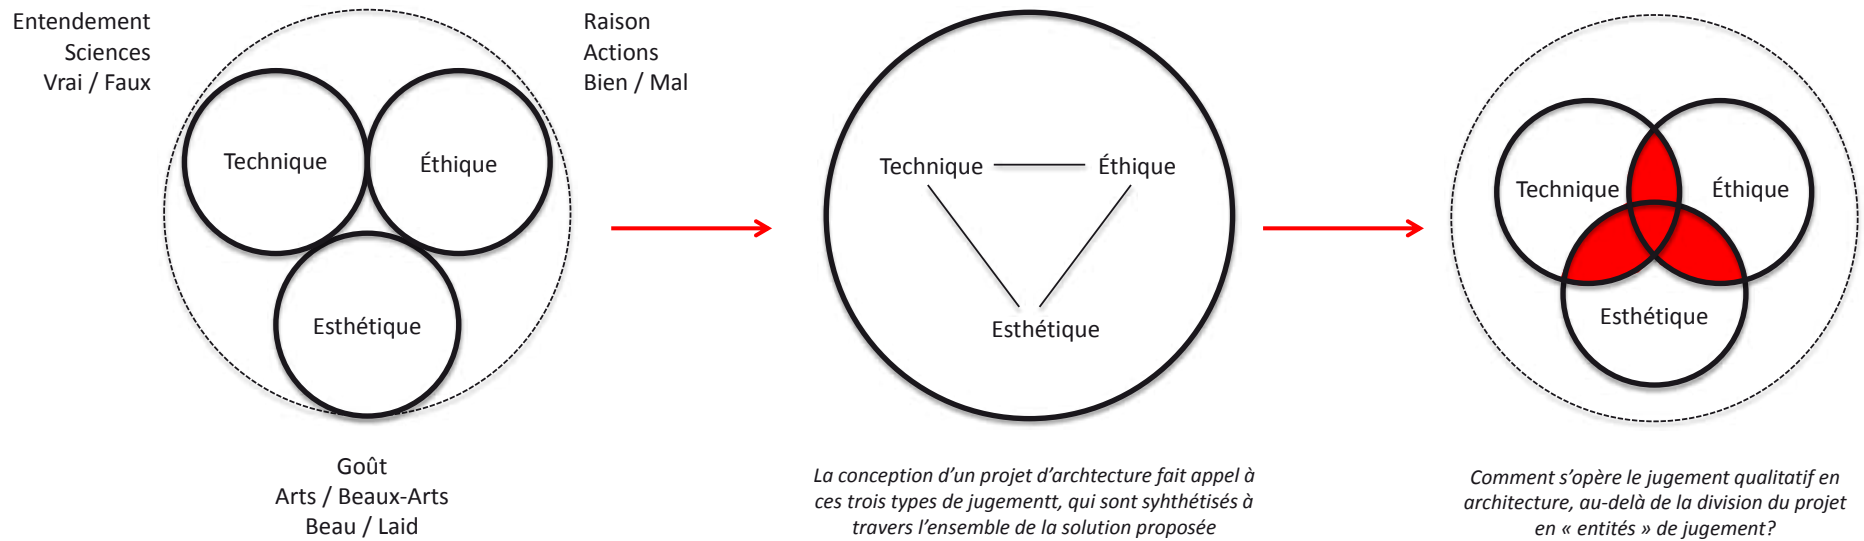 Entendement
Sciences
Vrai / Faux
Raison
Actions
Bien / Mal
Technique
Éthique
Esthétique
Goût
Arts / Beaux-Arts
Beau / Laid
Technique
Éthique
Esthétique
La conception d’un projet d’archtecture fait appel à
ces trois types de jugementt, qui sont syhthétisés à
travers l’ensemble de la solution proposée
Technique
Éthique
Esthétique
Comment s’opère le jugement qualitatif en
architecture, au-delà de la division du projet
en « entités » de jugement?